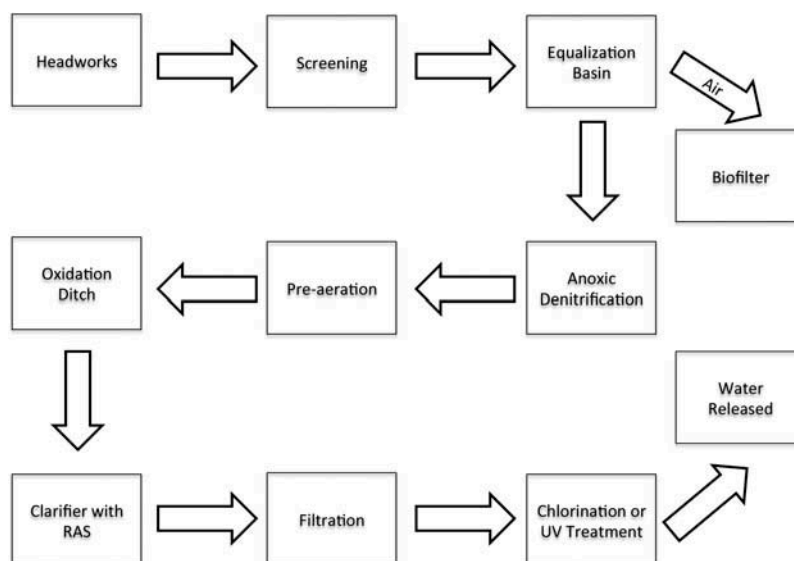 Headworks
Screening
Equalization
Basin
Air
Biofilter
Oxidation
Ditch
Pre-aeration
Anoxic
Denitrification
Water
Released
Clarifier with
RAS
Filtration
Chlorination or
UV Treatment